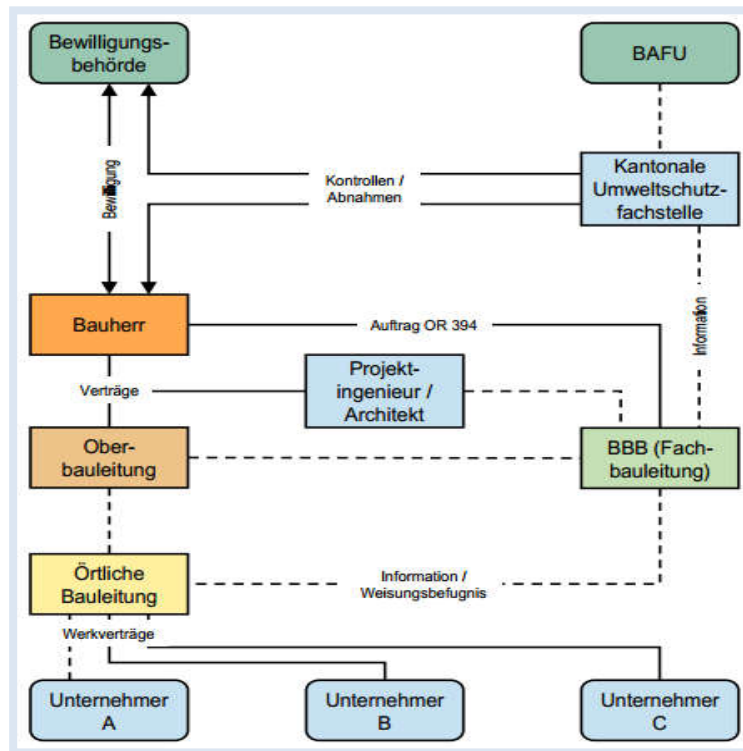 Bewilligungs-
behörde
BAFU
Kantonale
Umweltschutz-
fachstelle
Kontrollen /
Abnahmen
Bewilligung
Information
Bauherr
Auftrag OR 394
Projekt-
ingenieur /
Architekt
Verträge
Ober-
bauleitung
BBB (Fach-
bauleitung)
Örtliche
Bauleitung
Information /
Weisungsbefugnis
Werkverträge
Unternehmer
A
Unternehmer
B
Unternehmer
C